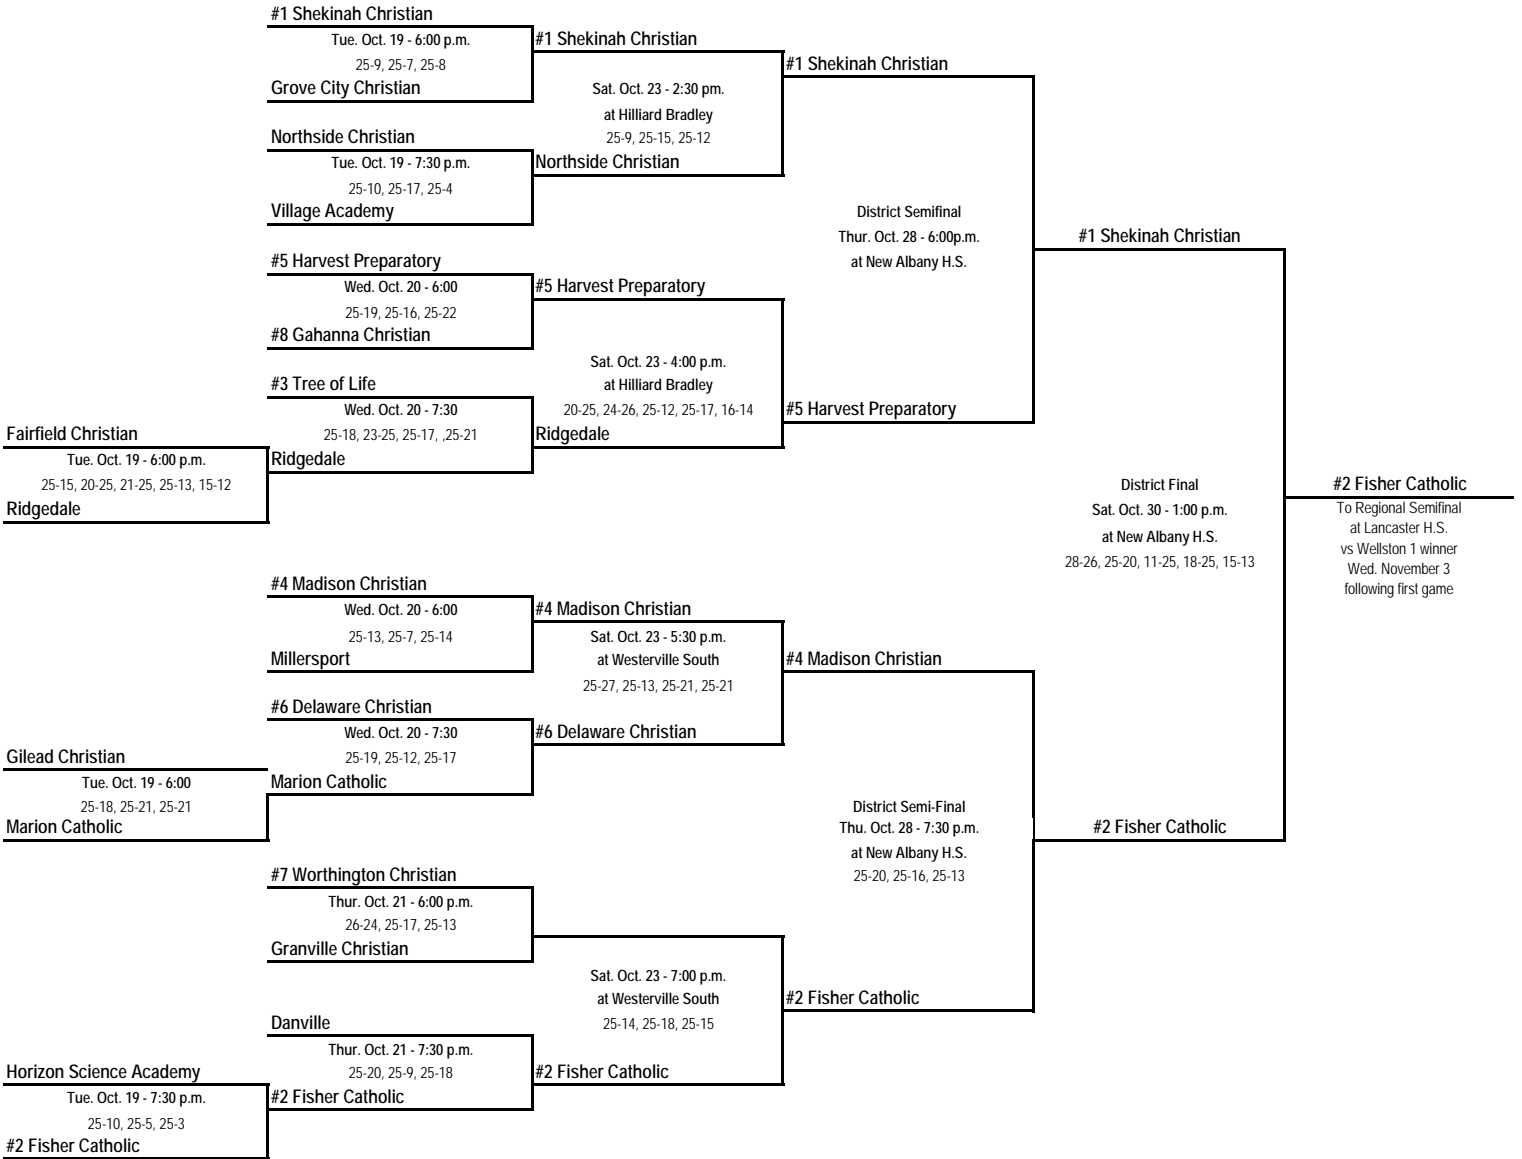 #1 Shekinah Christian
Tue. Oct. 19 - 6:00 p.m.
25-9, 25-7, 25-8
Grove City Christian
#1 Shekinah Christian
Sat. Oct. 23 - 2:30 pm.
at Hilliard Bradley
25-9, 25-15, 25-12
Northside Christian
#1 Shekinah Christian
Northside Christian
Tue. Oct. 19 - 7:30 p.m.
25-10, 25-17, 25-4
Village Academy
District Semifinal
Thur. Oct. 28 - 6:00p.m.
at New Albany H.S.
#1 Shekinah Christian
#5 Harvest Preparatory
Wed. Oct. 20 - 6:00
25-19, 25-16, 25-22
#8 Gahanna Christian
#5 Harvest Preparatory
Sat. Oct. 23 - 4:00 p.m.
at Hilliard Bradley
20-25, 24-26, 25-12, 25-17, 16-14
Ridgedale
#5 Harvest Preparatory
#3 Tree of Life
Wed. Oct. 20 - 7:30
25-18, 23-25, 25-17, ,25-21
Ridgedale
Fairfield Christian
Tue. Oct. 19 - 6:00 p.m.
25-15, 20-25, 21-25, 25-13, 15-12
Ridgedale
District Final
Sat. Oct. 30 - 1:00 p.m.
at New Albany H.S.
28-26, 25-20, 11-25, 18-25, 15-13
#2 Fisher Catholic
To Regional Semifinal
at Lancaster H.S.
vs Wellston 1 winner
Wed. November 3
following first game
#4 Madison Christian
Wed. Oct. 20 - 6:00
25-13, 25-7, 25-14
Millersport
#4 Madison Christian
Sat. Oct. 23 - 5:30 p.m.
at Westerville South
25-27, 25-13, 25-21, 25-21
#6 Delaware Christian
#4 Madison Christian
#6 Delaware Christian
Wed. Oct. 20 - 7:30
25-19, 25-12, 25-17
Marion Catholic
Gilead Christian
Tue. Oct. 19 - 6:00
25-18, 25-21, 25-21
Marion Catholic
District Semi-Final
Thu. Oct. 28 - 7:30 p.m.
at New Albany H.S.
25-20, 25-16, 25-13
#2 Fisher Catholic
#7 Worthington Christian
Thur. Oct. 21 - 6:00 p.m.
26-24, 25-17, 25-13
Granville Christian
Sat. Oct. 23 - 7:00 p.m.
at Westerville South
25-14, 25-18, 25-15
#2 Fisher Catholic
#2 Fisher Catholic
Danville
Thur. Oct. 21 - 7:30 p.m.
25-20, 25-9, 25-18
#2 Fisher Catholic
Horizon Science Academy
Tue. Oct. 19 - 7:30 p.m.
25-10, 25-5, 25-3
#2 Fisher Catholic